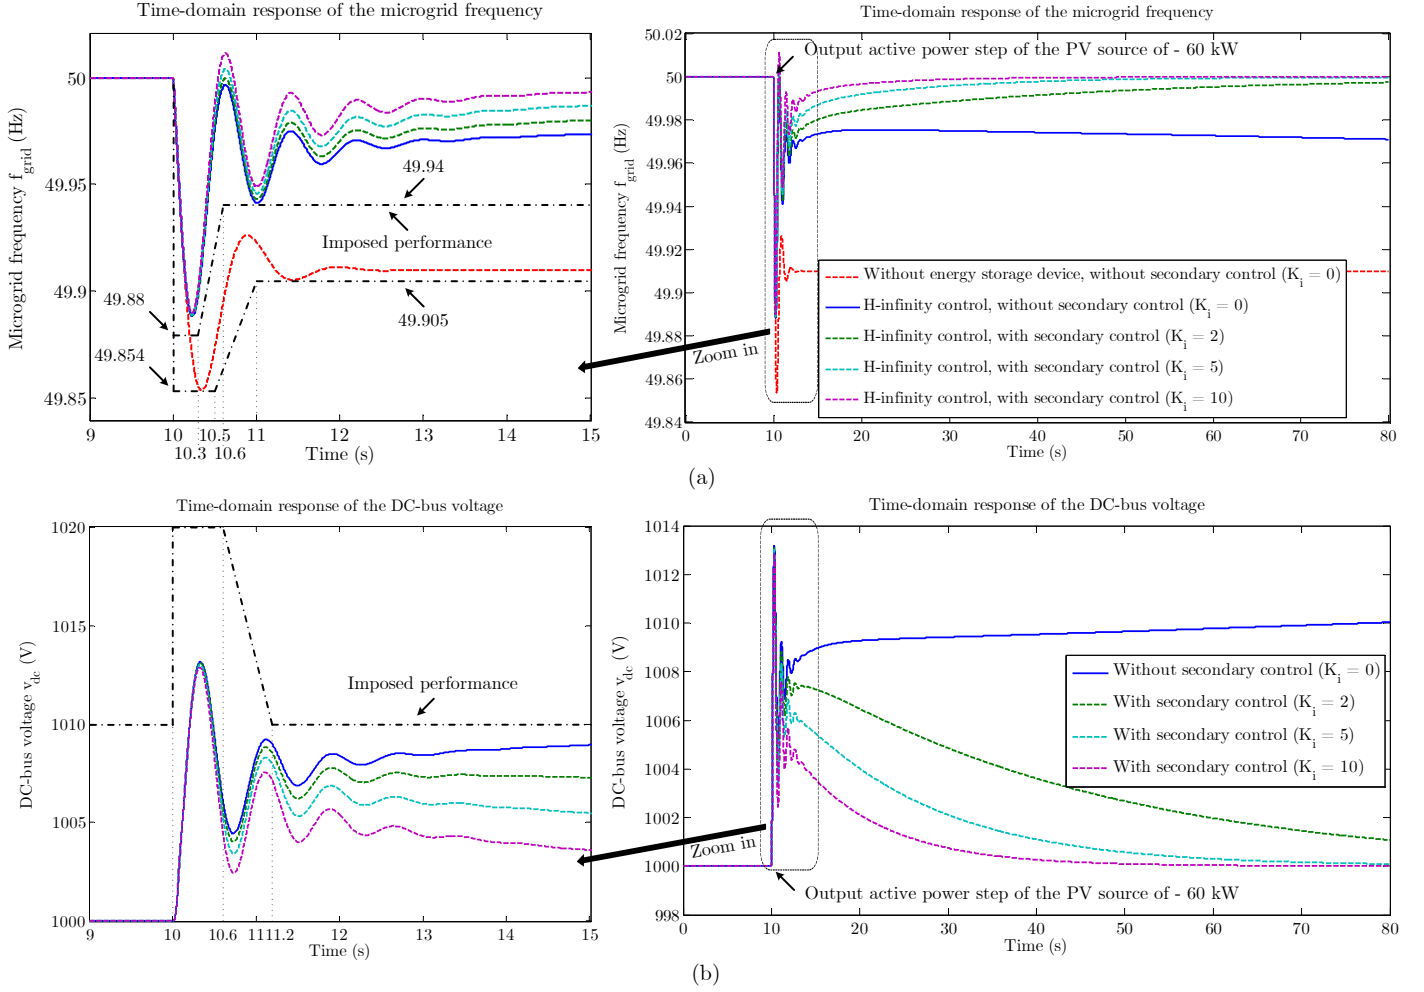 Time-domain response of the microgrid frequency
Microgrid frequency f_grid (Hz)
50
49.95
49.9
49.85
49.94
Imposed performance
49.88
49.854
49.905
9
10
10.5
11
12
13
14
15
10.3
10.6
Time (s)
Time-domain response of the microgrid frequency
Microgrid frequency f_grid (Hz)
50.02
50
49.98
49.96
49.94
49.92
49.9
49.88
49.86
49.84
Output active power step of the PV source of - 60 kW
Without energy storage device, without secondary control (K_i = 0)
H-infinity control, without secondary control (K_i = 0)
H-infinity control, with secondary control (K_i = 2)
H-infinity control, with secondary control (K_i = 5)
H-infinity control, with secondary control (K_i = 10)
Zoom in
0
10
20
30
40
50
60
70
80
Time (s)
(a)
Time-domain response of the DC-bus voltage
DC-bus voltage v_dc (V)
1020
1015
1010
1005
1000
Imposed performance
9
10
10.6
11
11.2
12
13
14
15
Time (s)
Time-domain response of the DC-bus voltage
DC-bus voltage v_dc (V)
1014
1012
1010
1008
1006
1004
1002
1000
998
Without secondary control (K_i = 0)
With secondary control (K_i = 2)
With secondary control (K_i = 5)
With secondary control (K_i = 10)
Zoom in
Output active power step of the PV source of - 60 kW
0
10
20
30
40
50
60
70
80
Time (s)
(b)